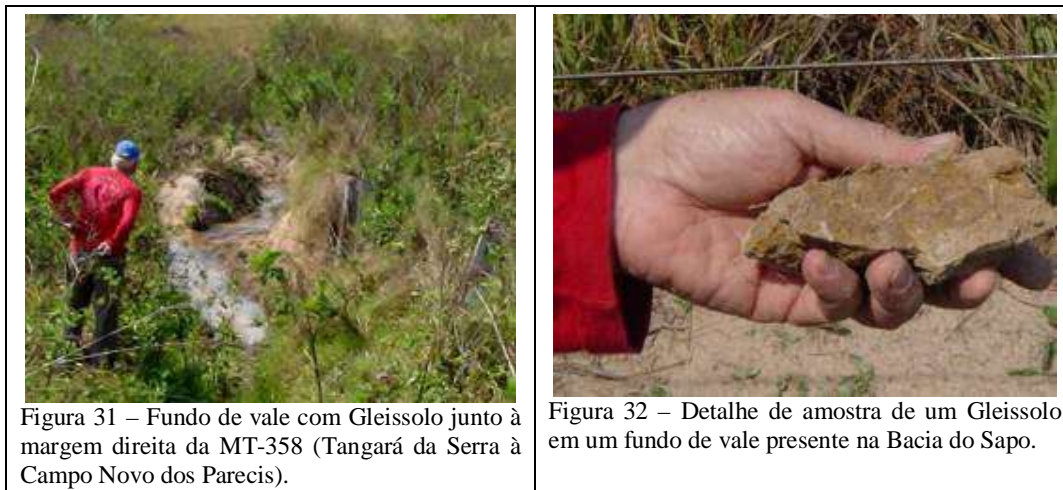 Figura 31 – Fundo de vale com Gleissolo junto à
margem direita da MT-358 (Tangará da Serra à
Campo Novo dos Parecis).
Figura 32 – Detalhe de amostra de um Gleissolo
em um fundo de vale presente na Bacia do Sapo.